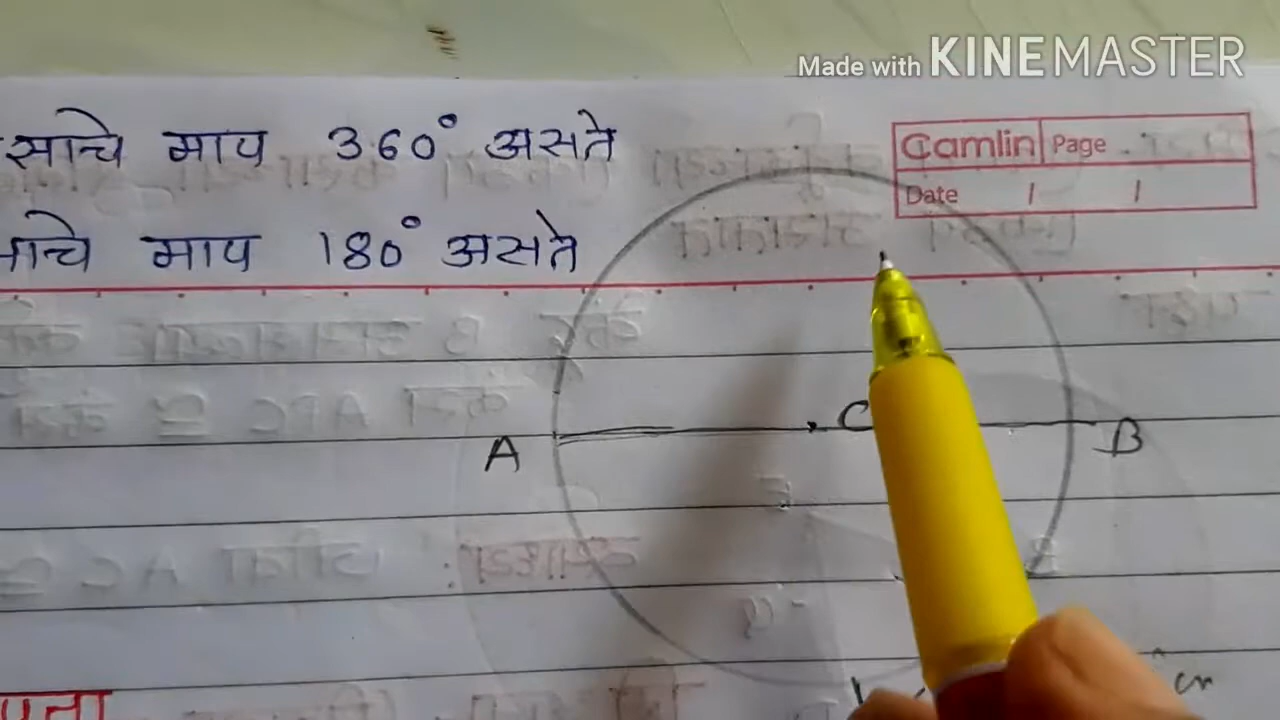 Made with KINEMASTER
साचे माप 360° असते
Camlin Page
Date / /
माप 180° असते
A
C
B